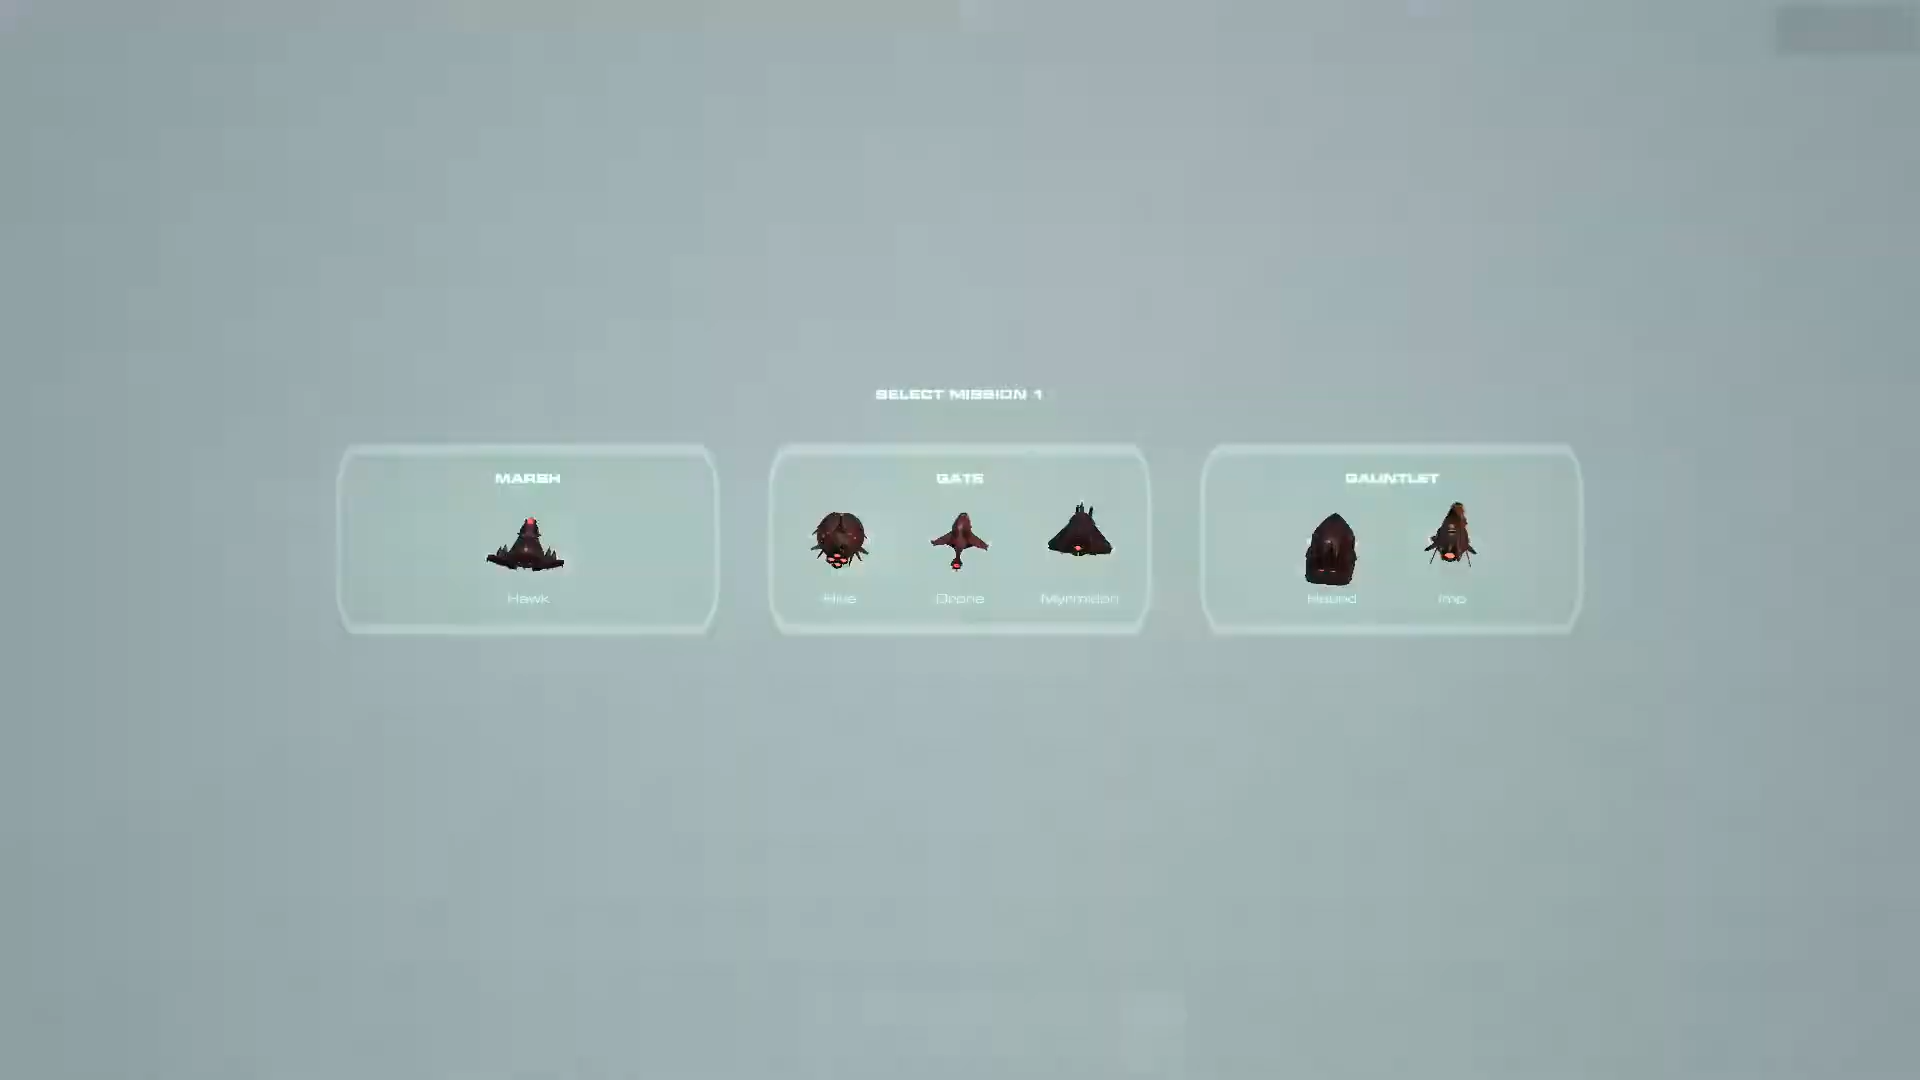 SELECT MISSION 1
MARSH
Hawk
GATE
Hive Drone Myrmidon
GAUNTLET
Hound Imp